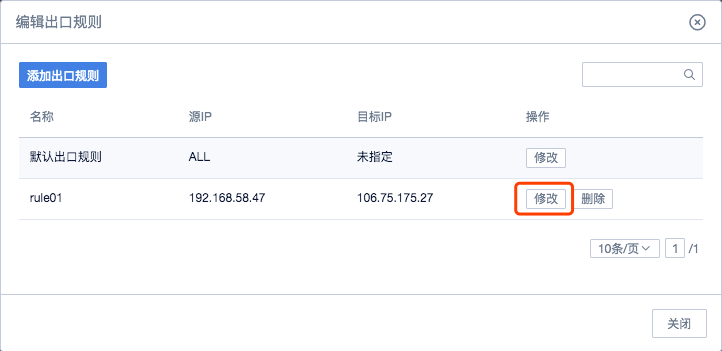 编辑出口规则
添加出口规则
名称 源IP 目标IP 操作
默认出口规则 ALL 未指定 修改
rule01 192.168.58.47 106.75.175.27 修改 删除
10条/页 1 /1
关闭